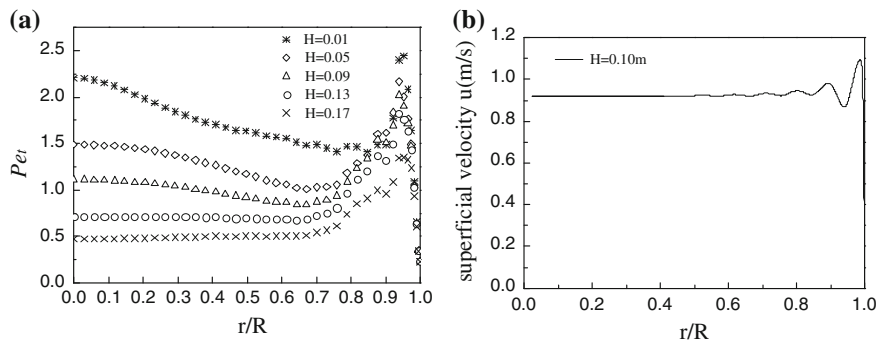 (a)
2.5
2.0
1.5
1.0
0.5
0.0
Pet
H=0.01
H=0.05
H=0.09
H=0.13
H=0.17
0.0 0.1 0.2 0.3 0.4 0.5 0.6 0.7 0.8 0.9 1.0
r/R
(b)
1.2
1.0
0.8
0.6
0.4
0.2
0.0
superficial velocity u(m/s)
H=0.10m
0.0 0.2 0.4 0.6 0.8 1.0
r/R